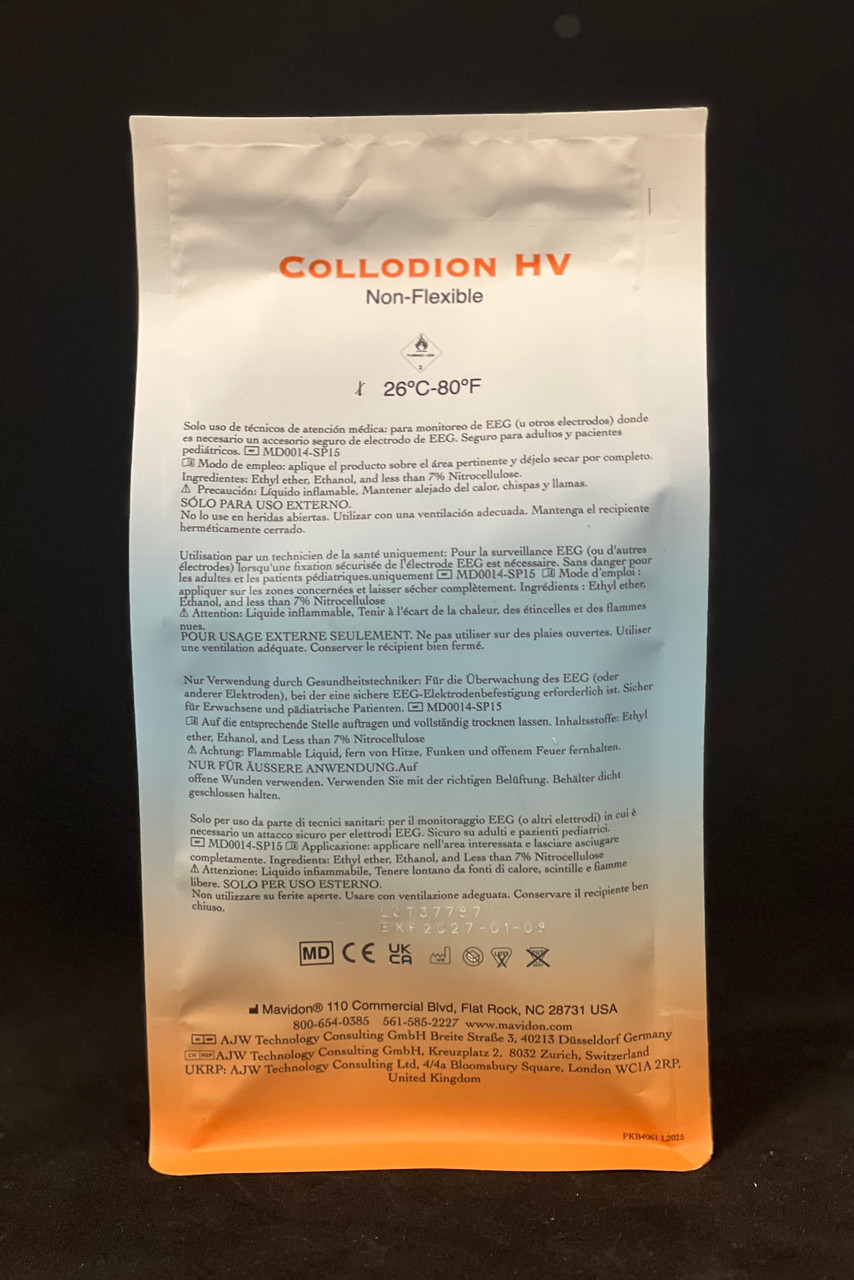 COLLODION HV
Non-Flexible
26°C-80°F
Solo uso de técnicos de atención médica: para monitoreo de EEG (u otros electrodos) donde
es necesario un accesorio seguro de electrodo de EEG. Seguro para adultos y pacientes
pediátricos. MD0014-SP15
Modo de empleo: aplique el producto sobre el área pertinente y déjelo secar por completo.
Ingredientes: Ethyl ether, Ethanol, and less than 7% Nitrocellulose.
Precaución: Líquido inflamable, Mantener alejado del calor, chispas y llamas.
SÓLO PARA USO EXTERNO.
No lo use en heridas abiertas. Utilizar con una ventilación adecuada. Mantenga el recipiente
herméticamente cerrado.
Utilisation par un technicien de la santé uniquement: Pour la surveillance EEG (ou d'autres
électrodes) lorsqu'une fixation sécurisée de l'électrode EEG est nécessaire. Sans danger pour
les adultes et les patients pédiatriques.uniquement MD0014-SP15 Mode d'emploi :
appliquer sur les zones concernées et laisser sécher complètement. Ingrédients : Ethyl ether,
Ethanol, and less than 7% Nitrocellulose
Attention: Liquide inflammable, Tenir à l'écart de la chaleur, des étincelles et des flammes
nues.
POUR USAGE EXTERNE SEULEMENT. Ne pas utiliser sur des plaies ouvertes. Utiliser
une ventilation adéquate. Conserver le récipient bien fermé.
Nur Verwendung durch Gesundheitstechniker: Für die Überwachung des EEG (oder
anderer Elektroden), bei der eine sichere EEG-Elektrodenbefestigung erforderlich ist. Sicher
für Erwachsene und pädiatrische Patienten. MD0014-SP15
Auf die entsprechende Stelle auftragen und vollständig trocknen lassen. Inhaltsstoffe: Ethyl
ether, Ethanol, and Less than 7% Nitrocellulose
Achtung: Flammable Liquid, fern von Hitze, Funken und offenem Feuer fernhalten.
NUR FÜR ÄUSSERE ANWENDUNG.Auf
offene Wunden verwenden. Verwenden Sie mit der richtigen Belüftung. Behälter dicht
geschlossen halten.
Solo per uso da parte di tecnici sanitari: per il monitoraggio EEG (o altri elettrodi) in cui è
necessario un attacco sicuro per elettrodi EEG. Sicuro su adulti e pazienti pediatrici.
MD0014-SP15 Applicazione: applicare nell'area interessata e lasciare asciugare
completamente. Ingredients: Ethyl ether, Ethanol, and Less than 7% Nitrocellulose
Attenzione: Liquido infiammabile, Tenere lontano da fonti di calore, scintille e fiamme
libere. SOLO PER USO ESTERNO.
Non utilizzare su ferite aperte. Usare con ventilazione adeguata. Conservare il recipiente ben
chiuso.
LOT37797
EXP2027-01-09
MD CE UK CA
Mavidon® 110 Commercial Blvd, Flat Rock, NC 28731 USA
800-654-0385 561-585-2227 www.mavidon.com
AJW Technology Consulting GmbH Breite Straße 3, 40213 Düsseldorf Germany
CH REP AJW Technology Consulting GmbH, Kreuzplatz 2, 8032 Zurich, Switzerland
UKRP: AJW Technology Consulting Ltd, 4/4a Bloomsbury Square, London WC1A 2RP,
United Kingdom
PKB4061 1.2025